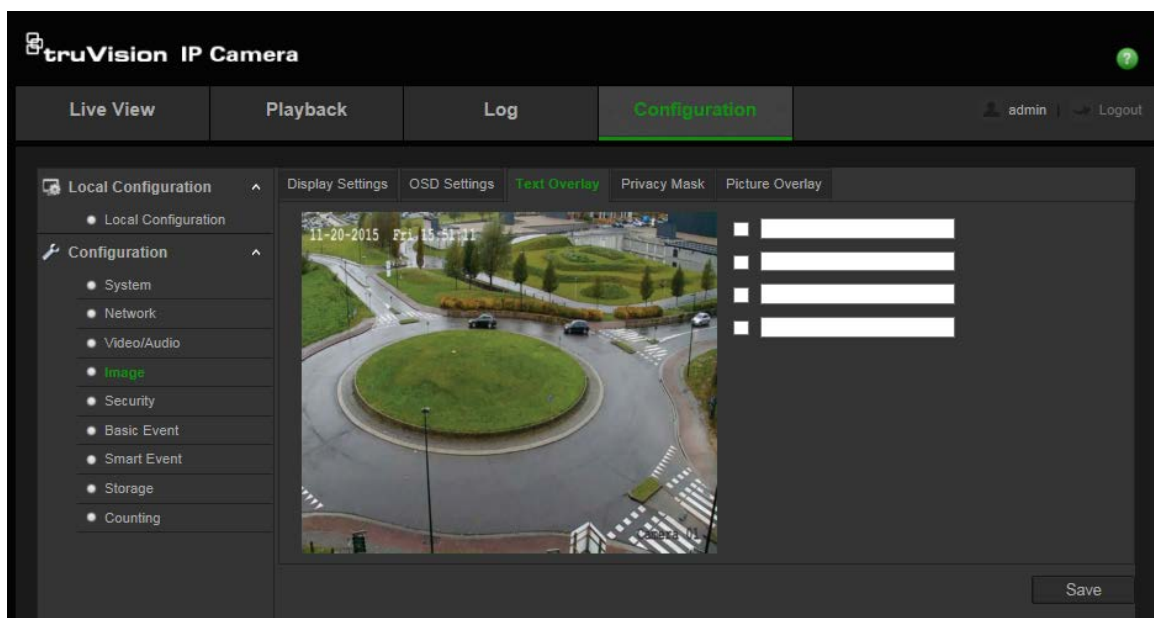 truVision IP Camera
?
Live View Playback Log Configuration admin | Logout
Local Configuration
Local Configuration
Configuration
System
Network
Video/Audio
Image
Security
Basic Event
Smart Event
Storage
Counting
Display Settings OSD Settings Text Overlay Privacy Mask Picture Overlay
11-20-2015 Fri 15:51:11
Camera 01
Save